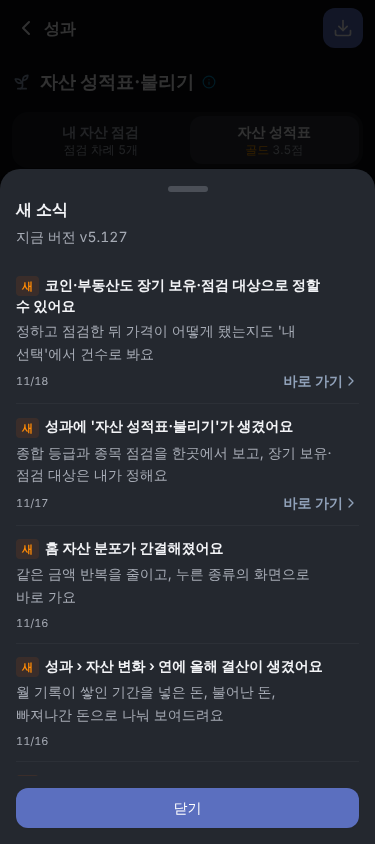 성과
자산 성적표·불리기
내 자산 점검
점검 차례 5개
자산 성적표
골드 3.5점
새 소식
지금 버전 v5.127
새 코인·부동산도 장기 보유·점검 대상으로 정할
수 있어요
정하고 점검한 뒤 가격이 어떻게 됐는지도 '내
선택'에서 건수로 봐요
11/18
바로 가기
새 성과에 '자산 성적표·불리기'가 생겼어요
종합 등급과 종목 점검을 한곳에서 보고, 장기 보유·
점검 대상은 내가 정해요
11/17
바로 가기
새 홈 자산 분포가 간결해졌어요
같은 금액 반복을 줄이고, 누른 종류의 화면으로
바로 가요
11/16
새 성과 › 자산 변화 › 연에 올해 결산이 생겼어요
월 기록이 쌓인 기간을 넣은 돈, 불어난 돈,
빠져나간 돈으로 나눠 보여드려요
11/16
닫기